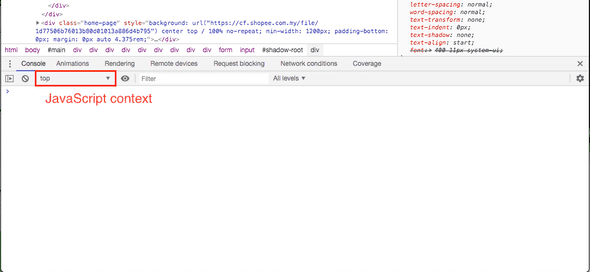 </div>
</div>
<div class="home-page" style="background: url("https://cf.shopee.com.my/file/
1d77506b76013b80d01013a886d4b795") center top / 100% no-repeat; min-width: 1200px; padding-bottom:
0px; margin: 0px auto 4.375rem;">…</div>
html body #main div div div div div div div div div form input #shadow-root div
letter-spacing: normal;
word-spacing: normal;
text-transform: none;
text-indent: 0px;
text-shadow: none;
text-align: start;
font: 400 11px system-ui;
Console Animations Rendering Remote devices Request blocking Network conditions Coverage
top Filter All levels
JavaScript context